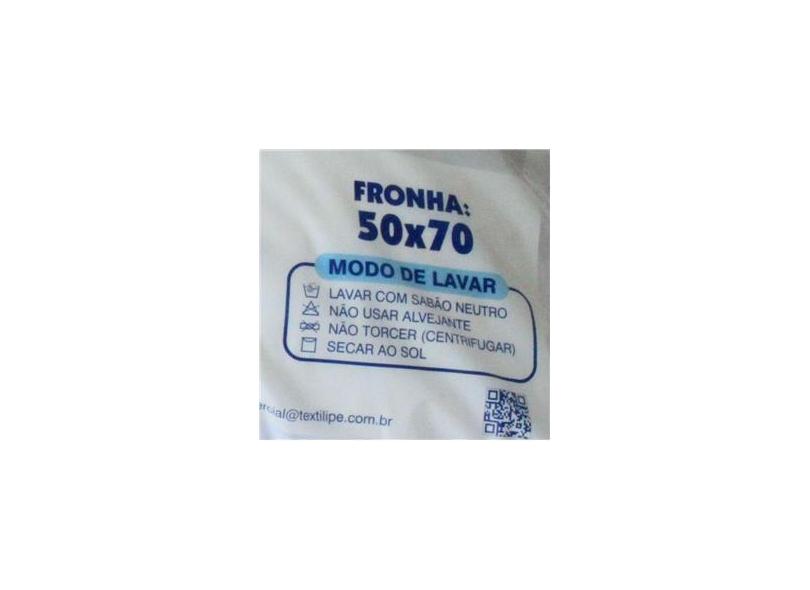 FRONHA:
50x70
MODO DE LAVAR
LAVAR COM SABÃO NEUTRO
NÃO USAR ALVEJANTE
NÃO TORCER (CENTRIFUGAR)
SECAR AO SOL
ercial@textilipe.com.br